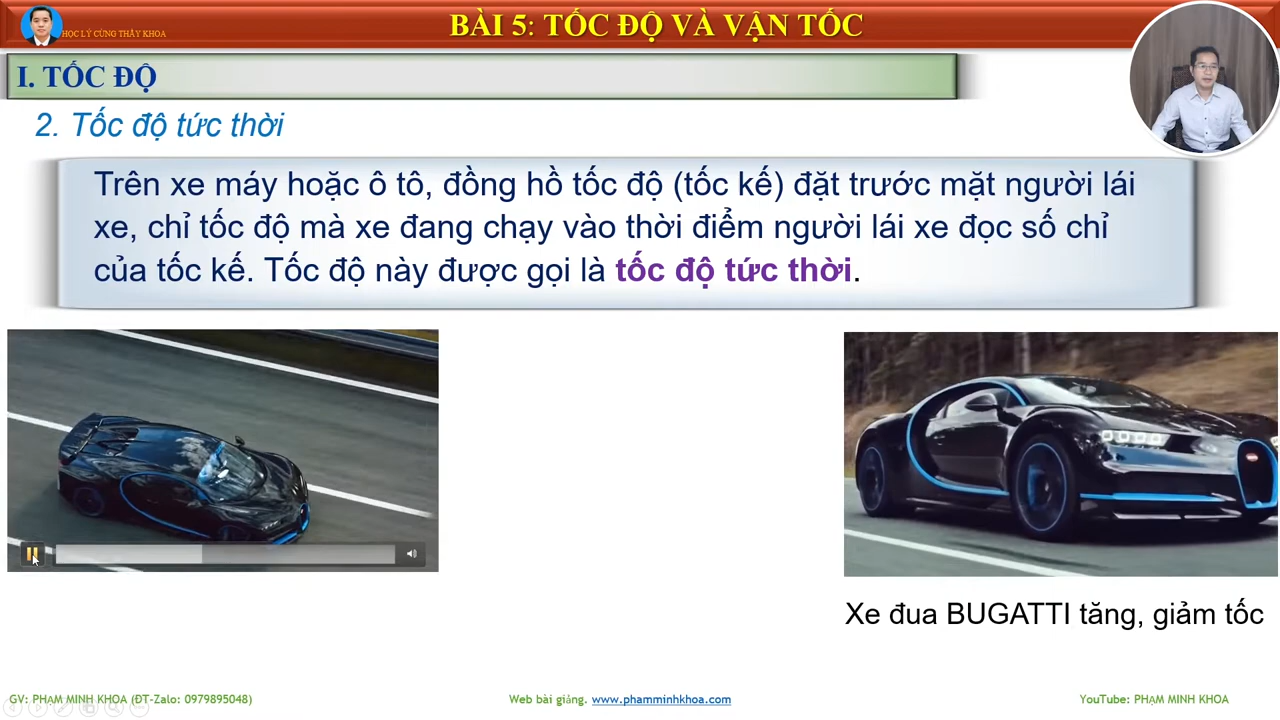 HỌC LÝ CÙNG THẦY KHOA
BÀI 5: TỐC ĐỘ VÀ VẬN TỐC
I. TỐC ĐỘ
2. Tốc độ tức thời
Trên xe máy hoặc ô tô, đồng hồ tốc độ (tốc kế) đặt trước mặt người lái
xe, chỉ tốc độ mà xe đang chạy vào thời điểm người lái xe đọc số chỉ
của tốc kế. Tốc độ này được gọi là tốc độ tức thời.
Xe đua BUGATTI tăng, giảm tốc
GV: PHẠM MINH KHOA (ĐT-Zalo: 0979895048)
Web bài giảng. www.phamminhkhoa.com
YouTube: PHẠM MINH KHOA